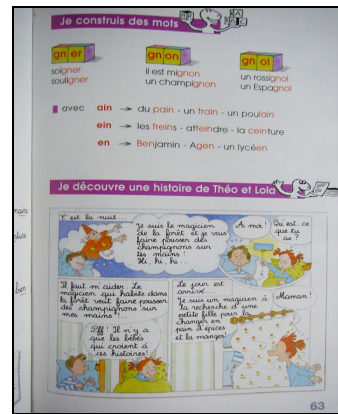 Je construis des mots
gn er
gn on
gn ol
soigner
souligner
il est mignon
un champignon
un rossignol
un Espagnol
avec ain → du pain - un train - un poulain
ein → les freins - atteindre - la ceinture
en → Benjamin - Agen - un lycéen
Je découvre une histoire de Théo et Lola
C'est la nuit...
Je suis le magicien
de la forêt et je vais
faire pousser des
champignons sur
tes mains !
Hi, hi, hi...
A moi !
Qu'est-ce
que tu
as ?
Il faut m'aider. Le
magicien qui habite dans
la forêt veut faire pousser
des champignons sur
mes mains !...
Pff ! Il n'y a
que les bébés
qui croient à
ces histoires !
Le jour est
arrivé...
Je suis un magicien à
la recherche d'une
petite fille pour la
changer en
pain d'épices
et la manger !
Maman !
63